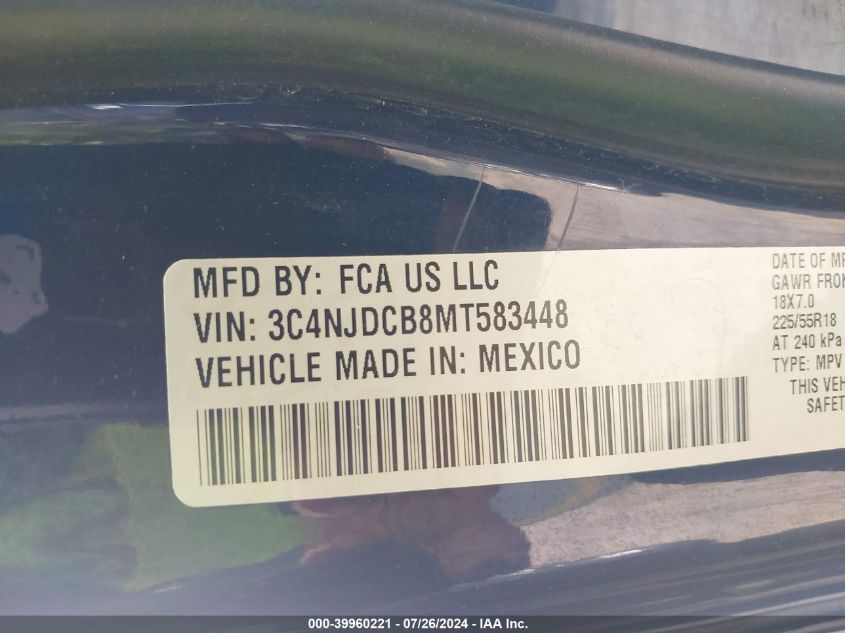 MFD BY: FCA US LLC
VIN: 3C4NJDCB8MT583448
VEHICLE MADE IN: MEXICO
DATE OF MF
GAWR FRON
18X7.0
225/55R18
AT 240 kPa
TYPE: MPV
THIS VEH
SAFET
000-39960221 - 07/26/2024 - IAA Inc.